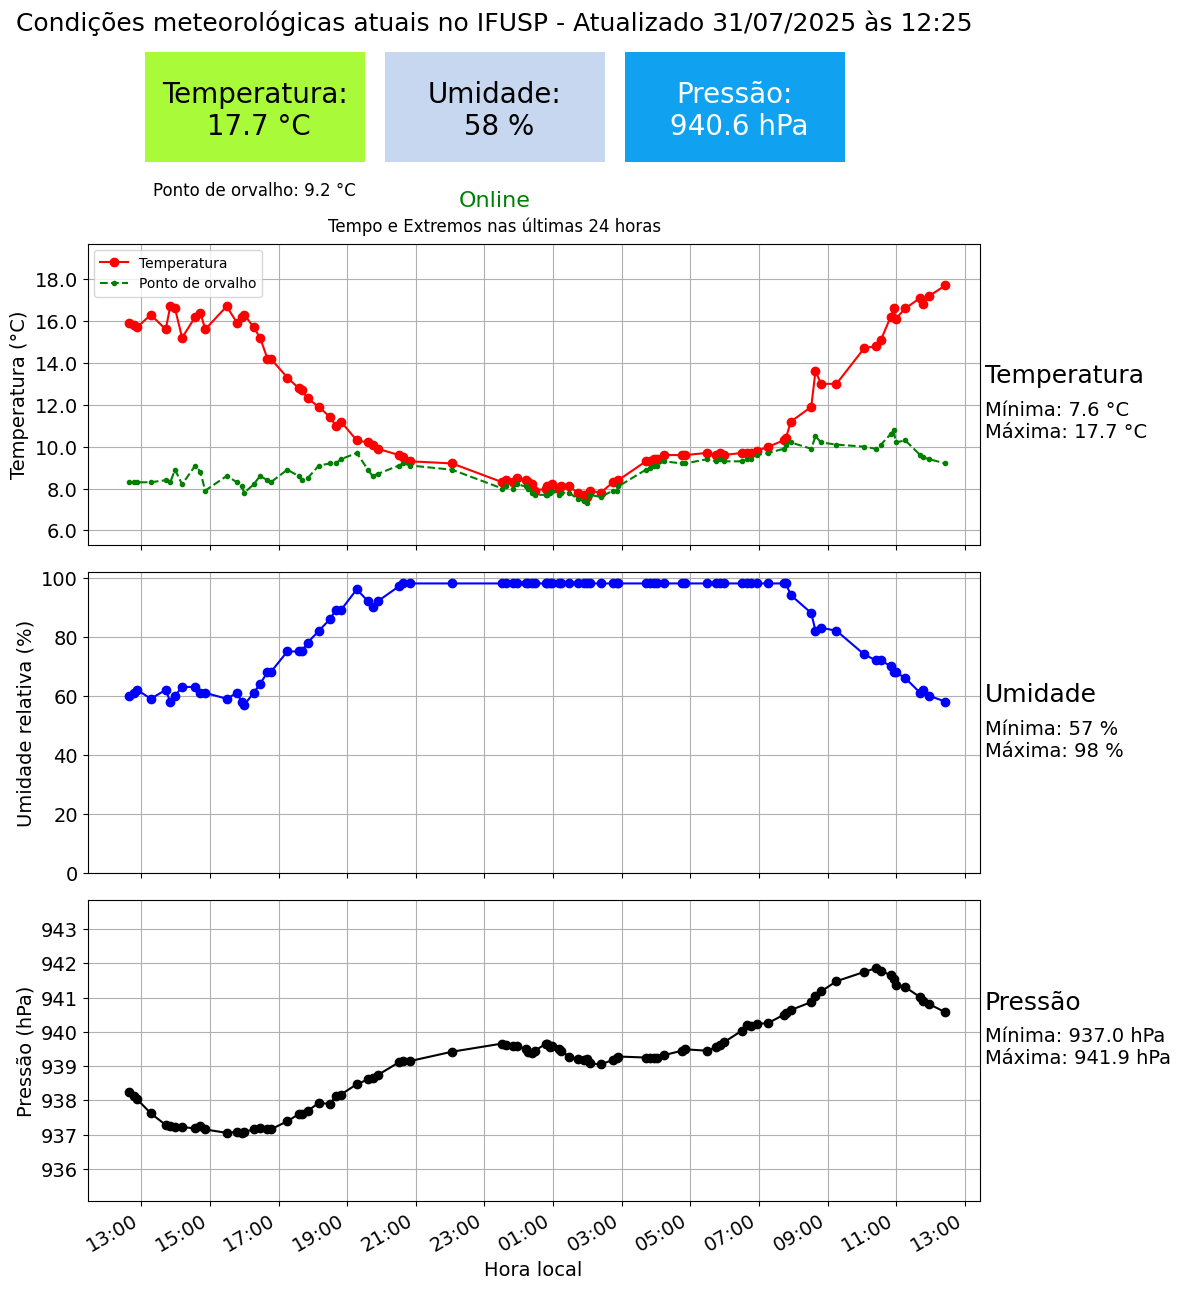 Condições meteorológicas atuais no IFUSP - Atualizado 31/07/2025 às 12:25
Temperatura:
17.7 °C
Umidade:
58 %
Pressão:
940.6 hPa
Ponto de orvalho: 9.2 °C
Online
Tempo e Extremos nas últimas 24 horas
Temperatura
Ponto de orvalho
Temperatura (°C)
18.0
16.0
14.0
12.0
10.0
8.0
6.0
Temperatura
Mínima: 7.6 °C
Máxima: 17.7 °C
Umidade relativa (%)
100
80
60
40
20
0
Umidade
Mínima: 57 %
Máxima: 98 %
Pressão (hPa)
943
942
941
940
939
938
937
936
Pressão
Mínima: 937.0 hPa
Máxima: 941.9 hPa
13:00
15:00
17:00
19:00
21:00
23:00
01:00
03:00
05:00
07:00
09:00
11:00
13:00
Hora local